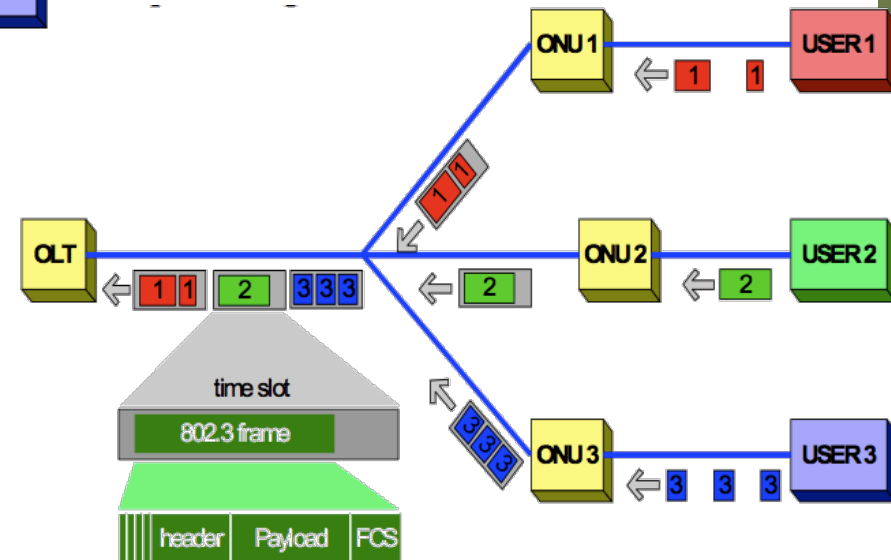 ONU 1
USER 1
1 1
1 1
OLT
ONU 2
USER 2
1 1 2 3 3 3
2
2
time slot
802.3 frame
3 3 3
ONU 3
USER 3
3 3 3
header Payload FCS